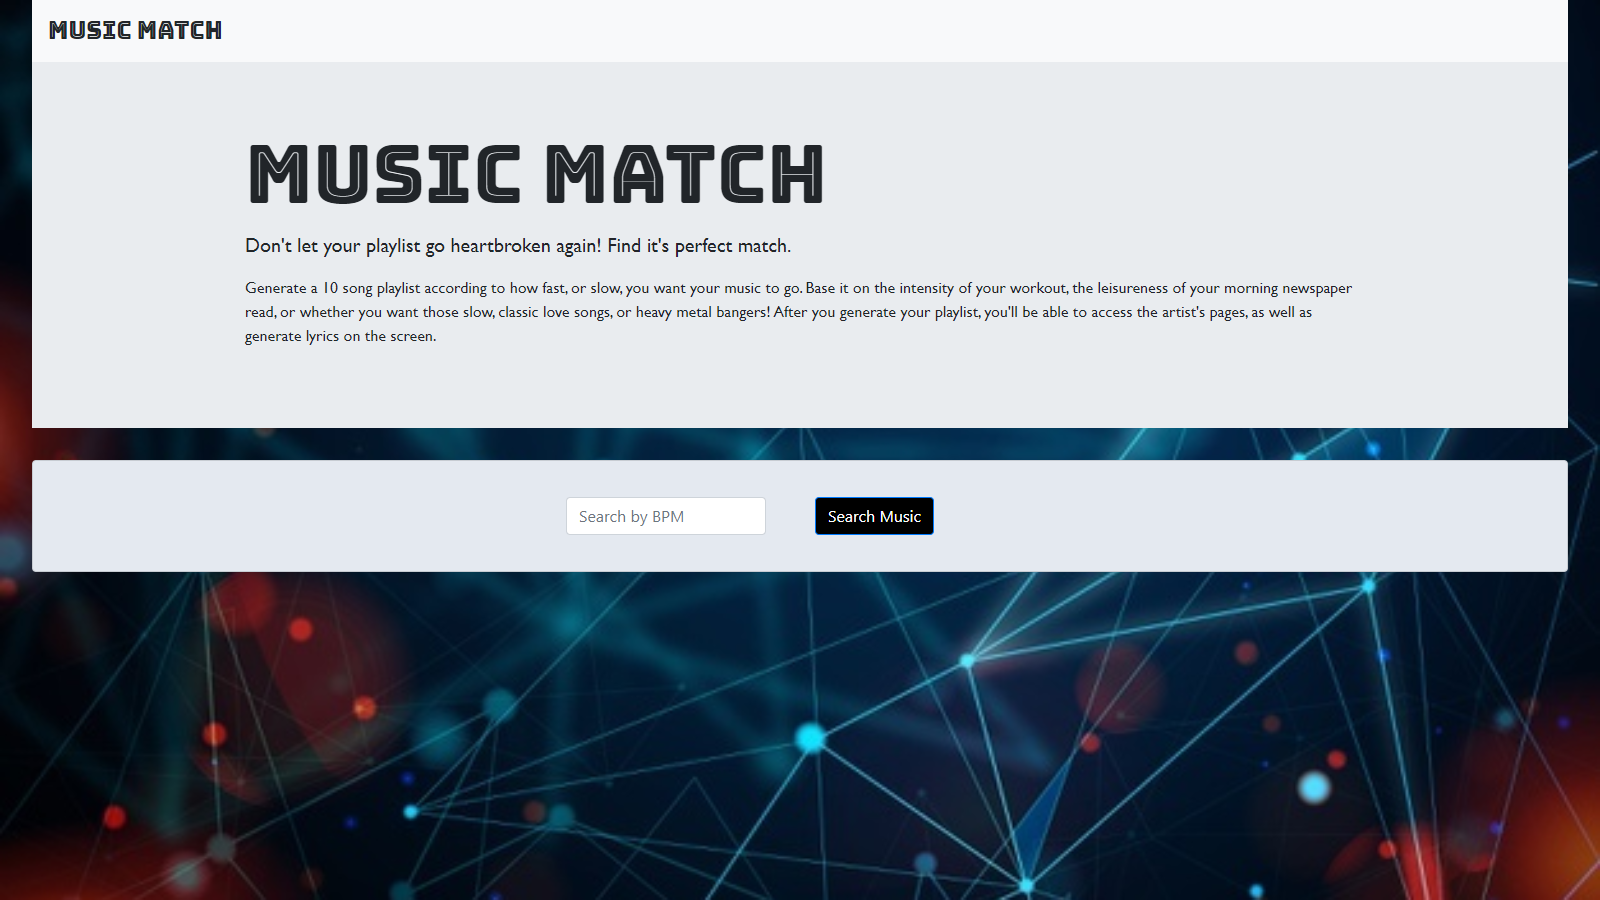 MUSIC MATCH
MUSIC MATCH
Don't let your playlist go heartbroken again! Find it's perfect match.
Generate a 10 song playlist according to how fast, or slow, you want your music to go. Base it on the intensity of your workout, the leisureness of your morning newspaper
read, or whether you want those slow, classic love songs, or heavy metal bangers! After you generate your playlist, you'll be able to access the artist's pages, as well as
generate lyrics on the screen.
Search by BPM
Search Music